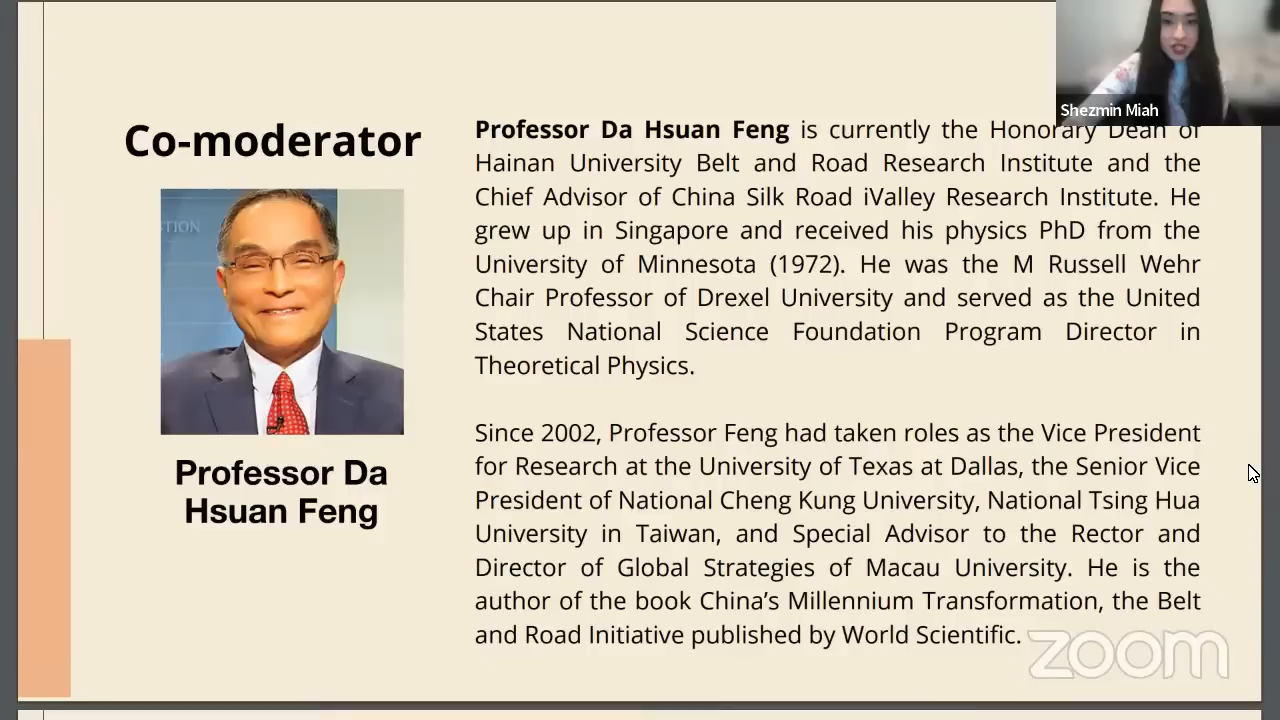 Shezmin Miah
Co-moderator
TION
Professor Da
Hsuan Feng
Professor Da Hsuan Feng is currently the Honorary Dean of
Hainan University Belt and Road Research Institute and the
Chief Advisor of China Silk Road iValley Research Institute. He
grew up in Singapore and received his physics PhD from the
University of Minnesota (1972). He was the M Russell Wehr
Chair Professor of Drexel University and served as the United
States National Science Foundation Program Director in
Theoretical Physics.
Since 2002, Professor Feng had taken roles as the Vice President
for Research at the University of Texas at Dallas, the Senior Vice
President of National Cheng Kung University, National Tsing Hua
University in Taiwan, and Special Advisor to the Rector and
Director of Global Strategies of Macau University. He is the
author of the book China’s Millennium Transformation, the Belt
and Road Initiative published by World Scientific.
zoom